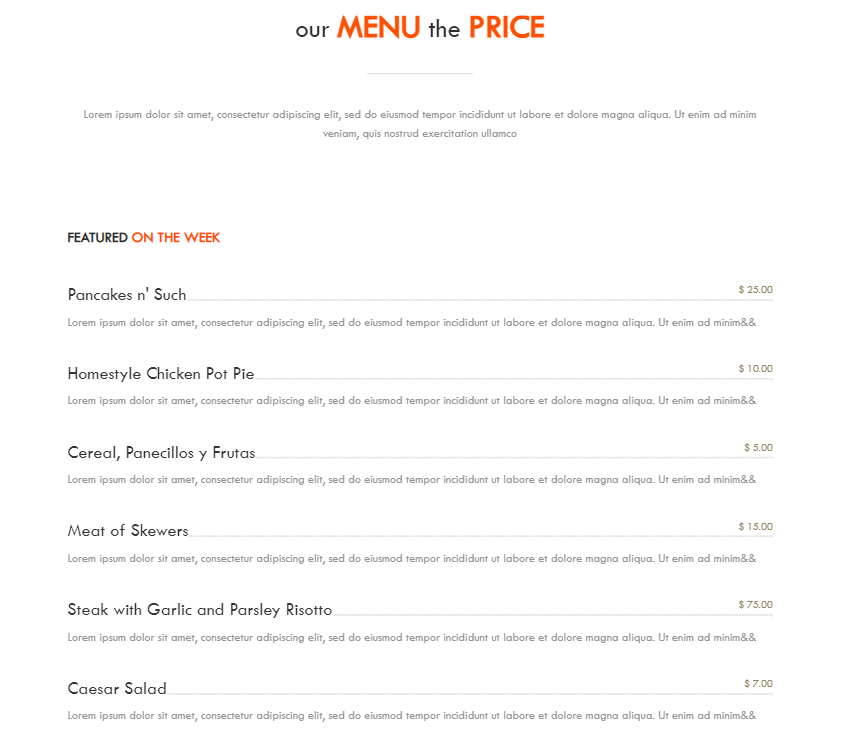 our MENU the PRICE
Lorem ipsum dolor sit amet, consectetur adipiscing elit, sed do eiusmod tempor incididunt ut labore et dolore magna aliqua. Ut enim ad minim
veniam, quis nostrud exercitation ullamco
FEATURED ON THE WEEK
Pancakes n' Such $ 25.00
Lorem ipsum dolor sit amet, consectetur adipiscing elit, sed do eiusmod tempor incididunt ut labore et dolore magna aliqua. Ut enim ad minim&&
Homestyle Chicken Pot Pie $ 10.00
Lorem ipsum dolor sit amet, consectetur adipiscing elit, sed do eiusmod tempor incididunt ut labore et dolore magna aliqua. Ut enim ad minim&&
Cereal, Panecillos y Frutas $ 5.00
Lorem ipsum dolor sit amet, consectetur adipiscing elit, sed do eiusmod tempor incididunt ut labore et dolore magna aliqua. Ut enim ad minim&&
Meat of Skewers $ 15.00
Lorem ipsum dolor sit amet, consectetur adipiscing elit, sed do eiusmod tempor incididunt ut labore et dolore magna aliqua. Ut enim ad minim&&
Steak with Garlic and Parsley Risotto $ 75.00
Lorem ipsum dolor sit amet, consectetur adipiscing elit, sed do eiusmod tempor incididunt ut labore et dolore magna aliqua. Ut enim ad minim&&
Caesar Salad $ 7.00
Lorem ipsum dolor sit amet, consectetur adipiscing elit, sed do eiusmod tempor incididunt ut labore et dolore magna aliqua. Ut enim ad minim&&